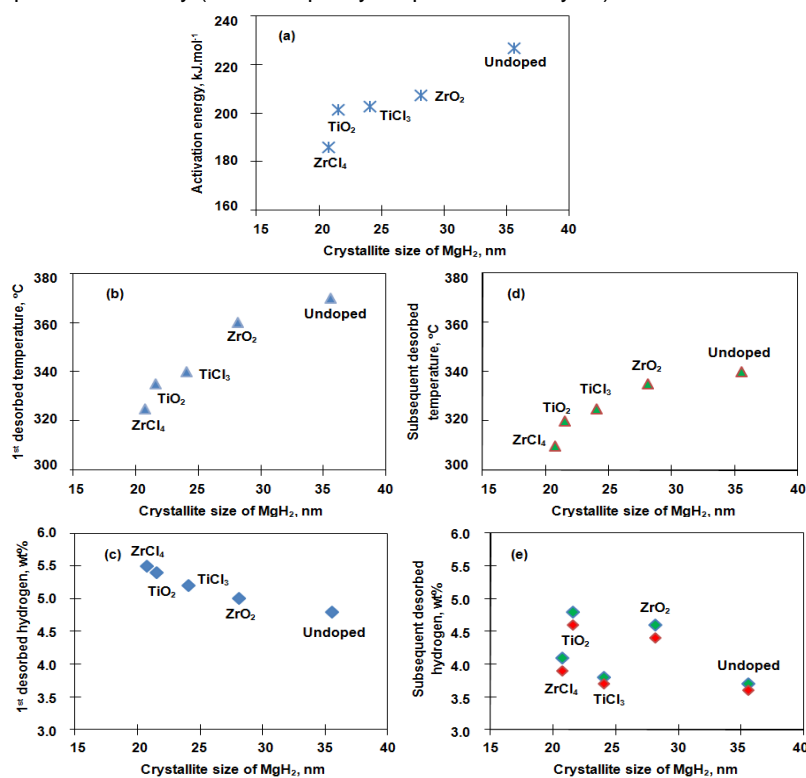 (a)
Activation energy, kJ.mol-1
240
220
200
180
160
Undoped
ZrO₂
TiCl₃
TiO₂
ZrCl₄
15 20 25 30 35 40
Crystallite size of MgH₂, nm
(b)
1st desorbed temperature, ºC
380
360
340
320
300
Undoped
ZrO₂
TiCl₃
TiO₂
ZrCl₄
15 20 25 30 35 40
Crystallite size of MgH₂, nm
(d)
Subsequent desorbed
temperature, ºC
380
360
340
320
300
Undoped
ZrO₂
TiCl₃
TiO₂
ZrCl₄
15 20 25 30 35 40
Crystallite size of MgH₂, nm
(c)
1st desorbed hydrogen, wt%
6.0
5.5
5.0
4.5
4.0
3.5
3.0
ZrCl₄
TiCl₃
TiO₂
ZrO₂
Undoped
15 20 25 30 35 40
Crystallite size of MgH₂, nm
(e)
Subsequent desorbed
hydrogen, wt%
6.0
5.5
5.0
4.5
4.0
3.5
3.0
ZrO₂
TiO₂
Undoped
ZrCl₄
TiCl₃
15 20 25 30 35 40
Crystallite size of MgH₂, nm